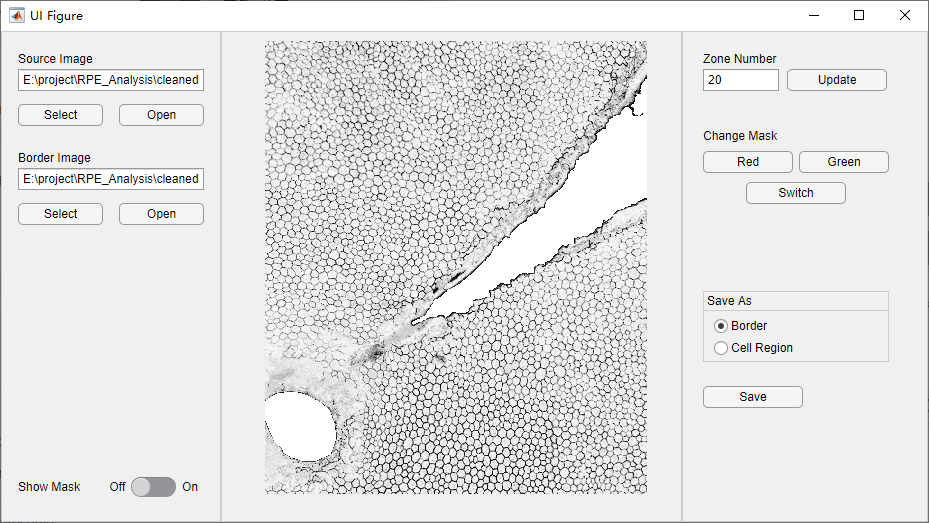 UI Figure
Source Image
E:\project\RPE_Analysis\cleaned
Select Open
Border Image
E:\project\RPE_Analysis\cleaned
Select Open
Show Mask Off On
Zone Number
20 Update
Change Mask
Red Green
Switch
Save As
Border
Cell Region
Save